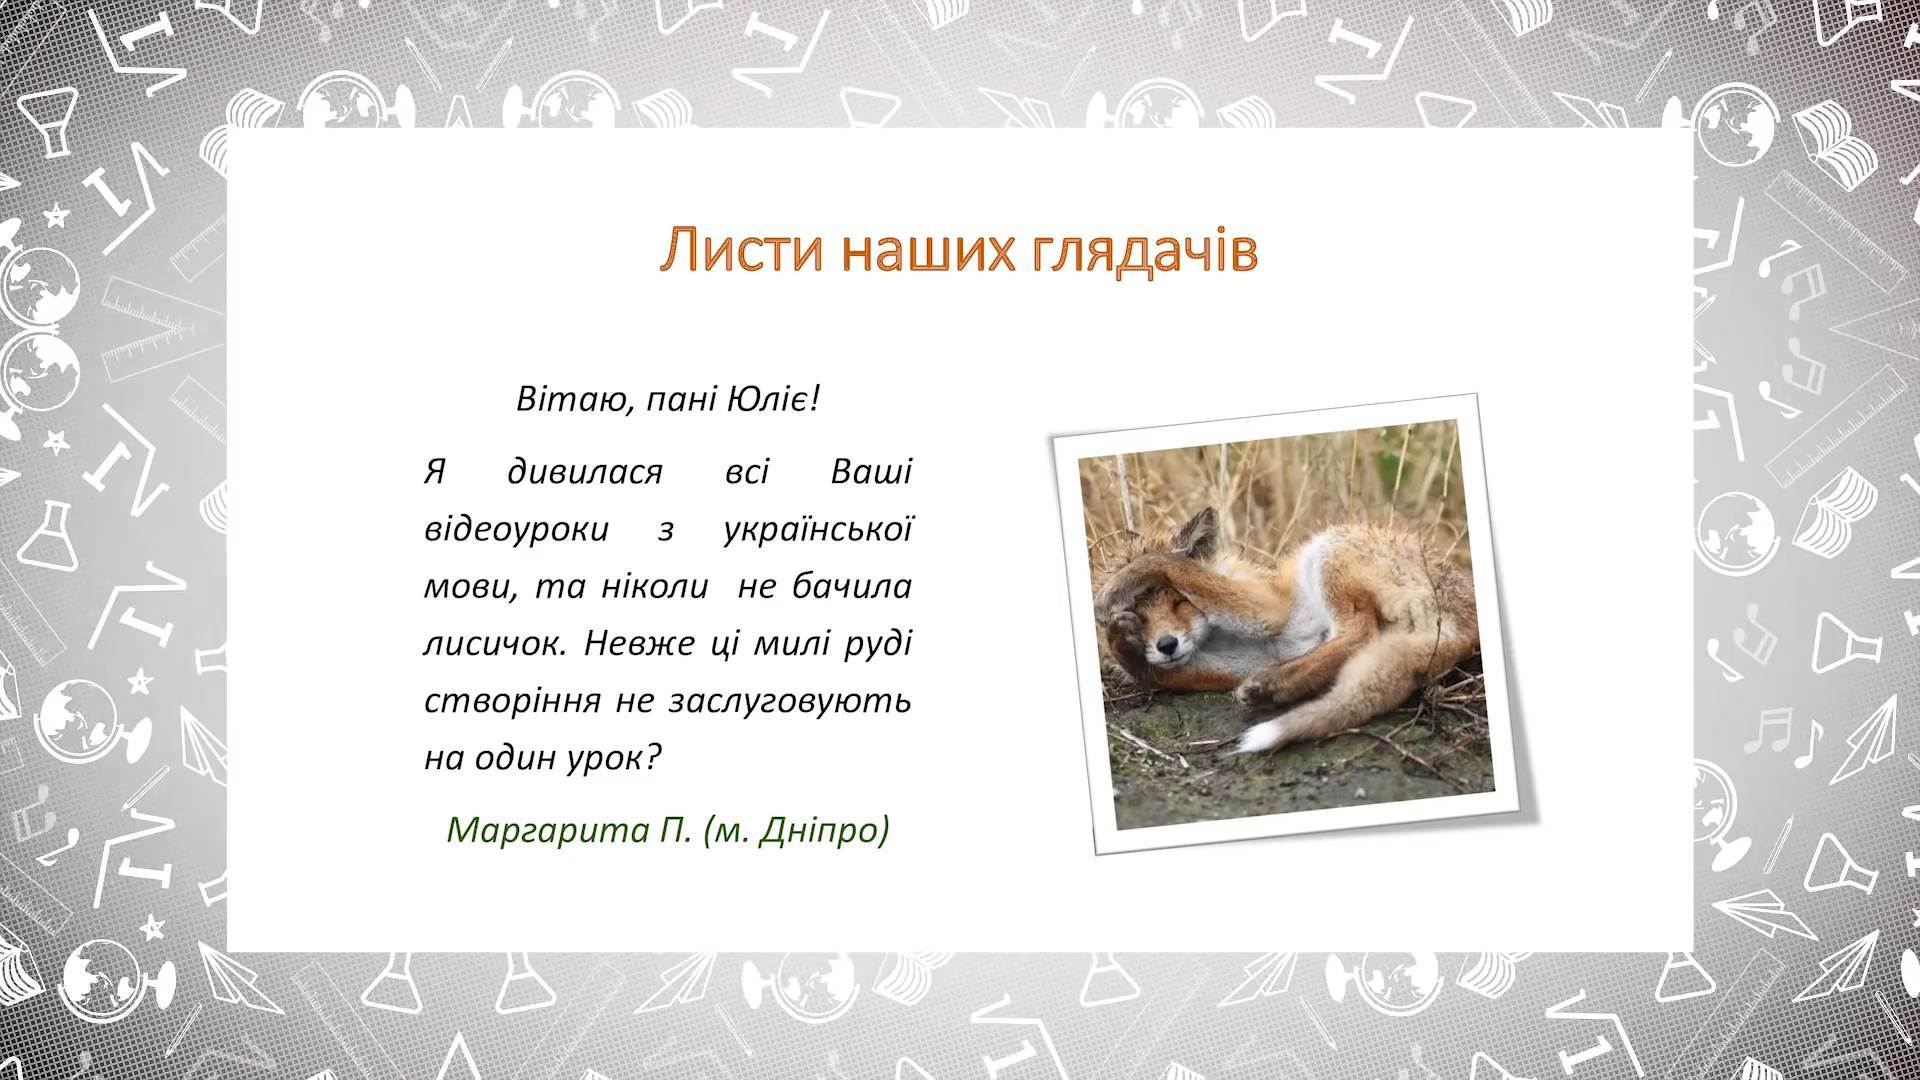 Листи наших глядачів
Вітаю, пані Юліє!
Я дивилася всі Ваші
відеоуроки з української
мови, та ніколи не бачила
лисичок. Невже ці милі руді
створіння не заслуговують
на один урок?
Маргарита П. (м. Дніпро)